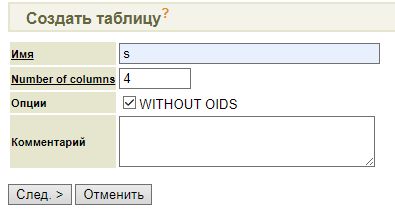 Создать таблицу?
Имя s
Number of columns 4
Опции WITHOUT OIDS
Комментарий
След. > Отменить